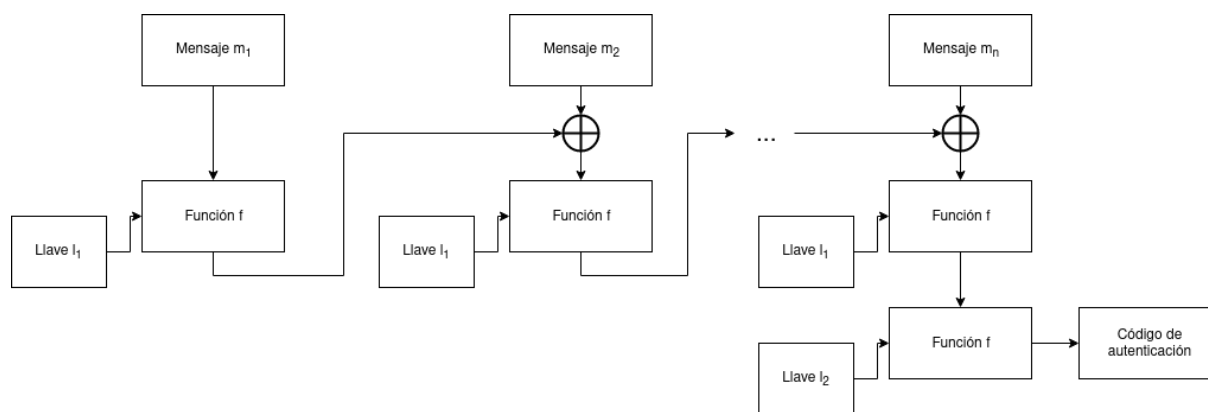 Mensaje m₁
Mensaje m₂
Mensaje mₙ
...
Función f
Función f
Función f
Llave l₁
Llave l₁
Llave l₁
Función f
Código de
autenticación
Llave l₂